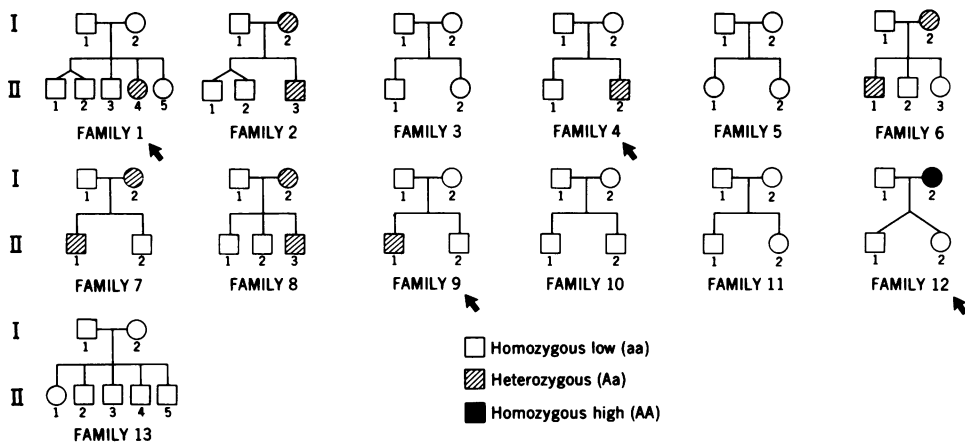 I
1 2 1 2 1 2 1 2 1 2 1 2
II
1 2 3 4 5 1 2 3 1 2 1 2 1 2 1 2 3
FAMILY 1 FAMILY 2 FAMILY 3 FAMILY 4 FAMILY 5 FAMILY 6
I
1 2 1 2 1 2 1 2 1 2 1 2
II
1 2 1 2 3 1 2 1 2 1 2 1 2
FAMILY 7 FAMILY 8 FAMILY 9 FAMILY 10 FAMILY 11 FAMILY 12
I
1 2
II
1 2 3 4 5
FAMILY 13
Homozygous low (aa)
Heterozygous (Aa)
Homozygous high (AA)